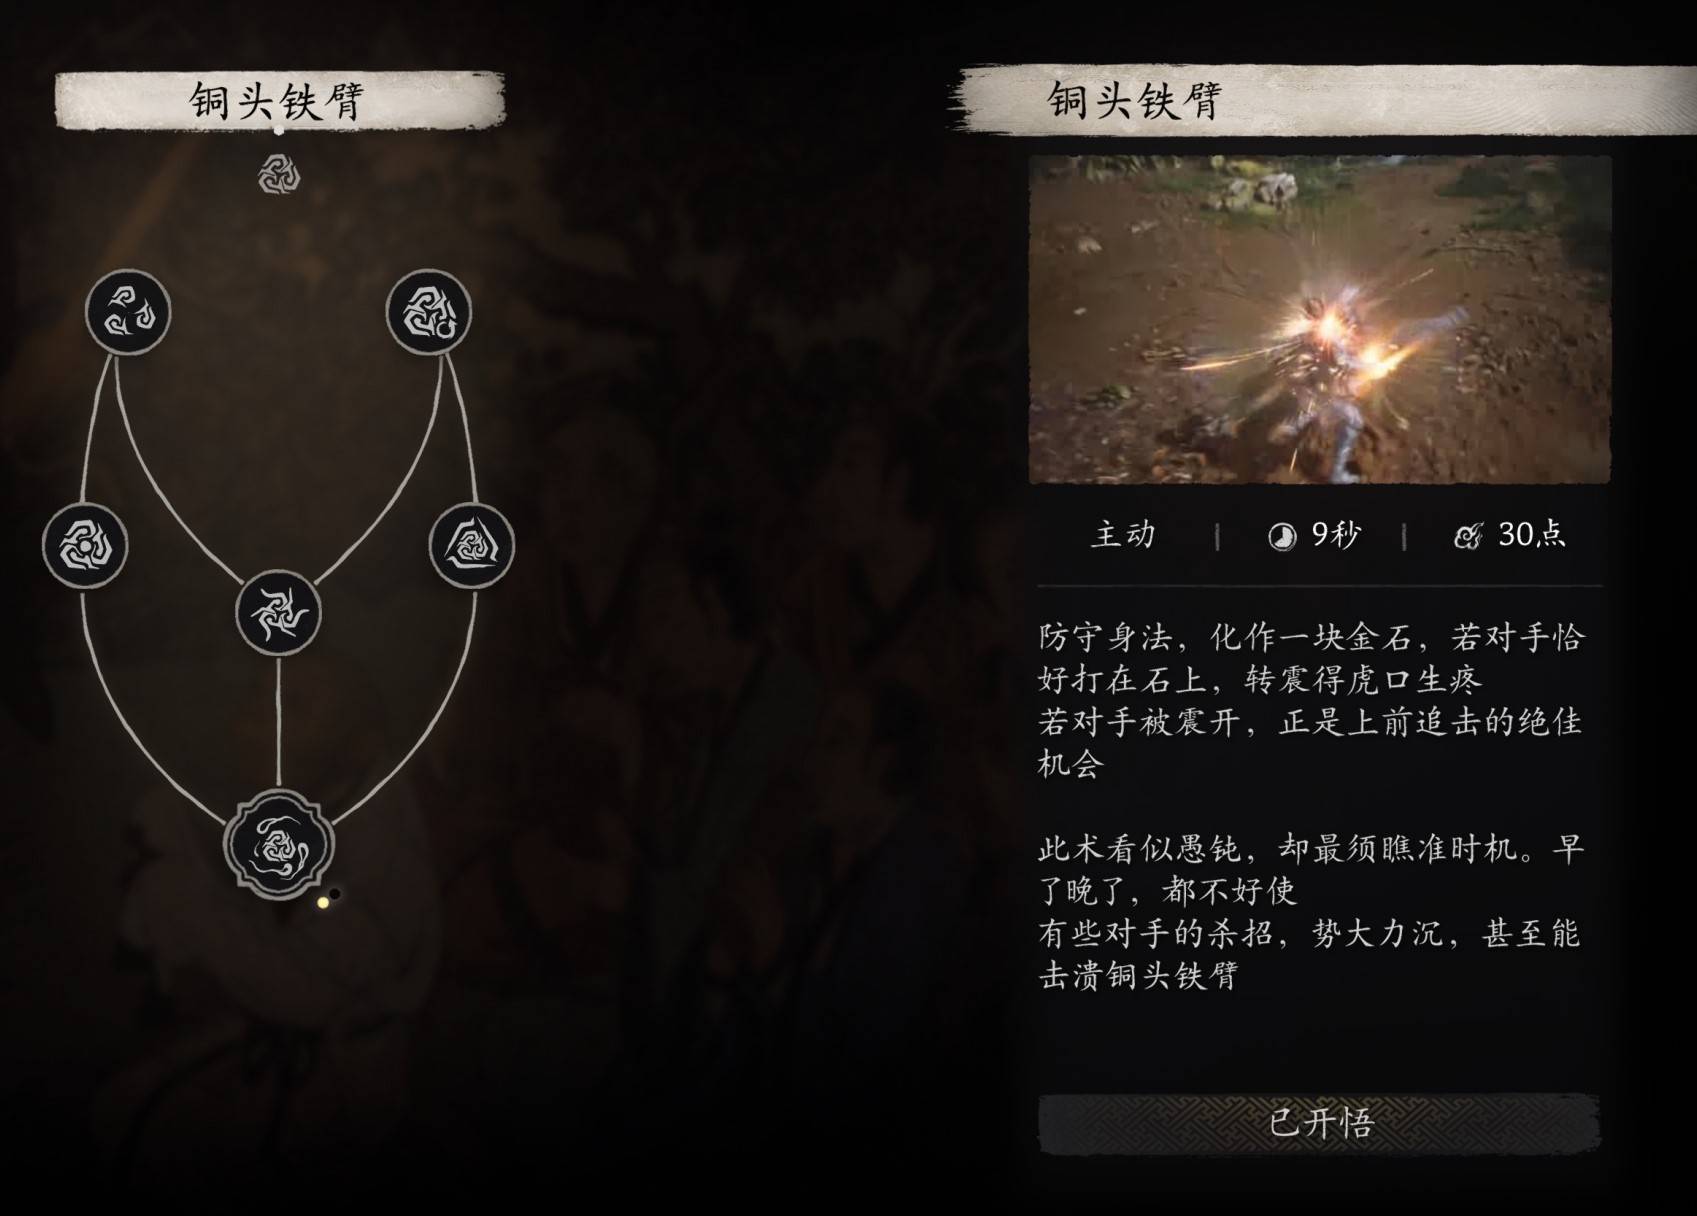 铜头铁臂
铜头铁臂
主动
9秒
30点
防守身法，化作一块金石，若对手恰
好打在石上，转震得虎口生疼
若对手被震开，正是上前追击的绝佳
机会
此术看似愚钝，却最须瞧准时机。早
了晚了，都不好使
有些对手的杀招，势大力沉，甚至能
击溃铜头铁臂
已开悟